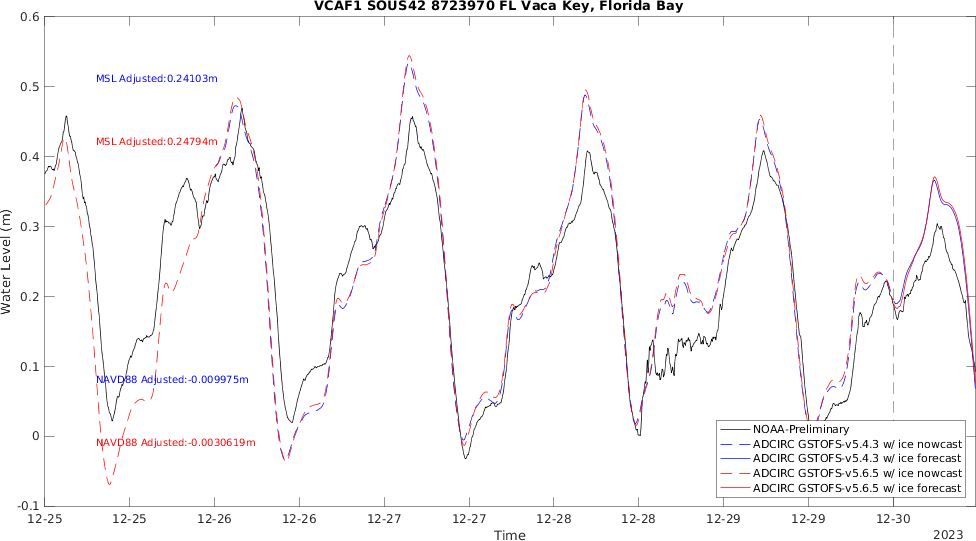 VCAF1 SOUS42 8723970 FL Vaca Key, Florida Bay
0.6
0.5
0.4
0.3
0.2
0.1
0
-0.1
Water Level (m)
MSL Adjusted:0.24103m
MSL Adjusted:0.24794m
NAVD88 Adjusted:-0.009975m
NAVD88 Adjusted:-0.0030619m
NOAA-Preliminary
ADCIRC GSTOFS-v5.4.3 w/ ice nowcast
ADCIRC GSTOFS-v5.4.3 w/ ice forecast
ADCIRC GSTOFS-v5.6.5 w/ ice nowcast
ADCIRC GSTOFS-v5.6.5 w/ ice forecast
12-25 12-25 12-26 12-26 12-27 12-27 12-28 12-28 12-29 12-29 12-30
Time
2023